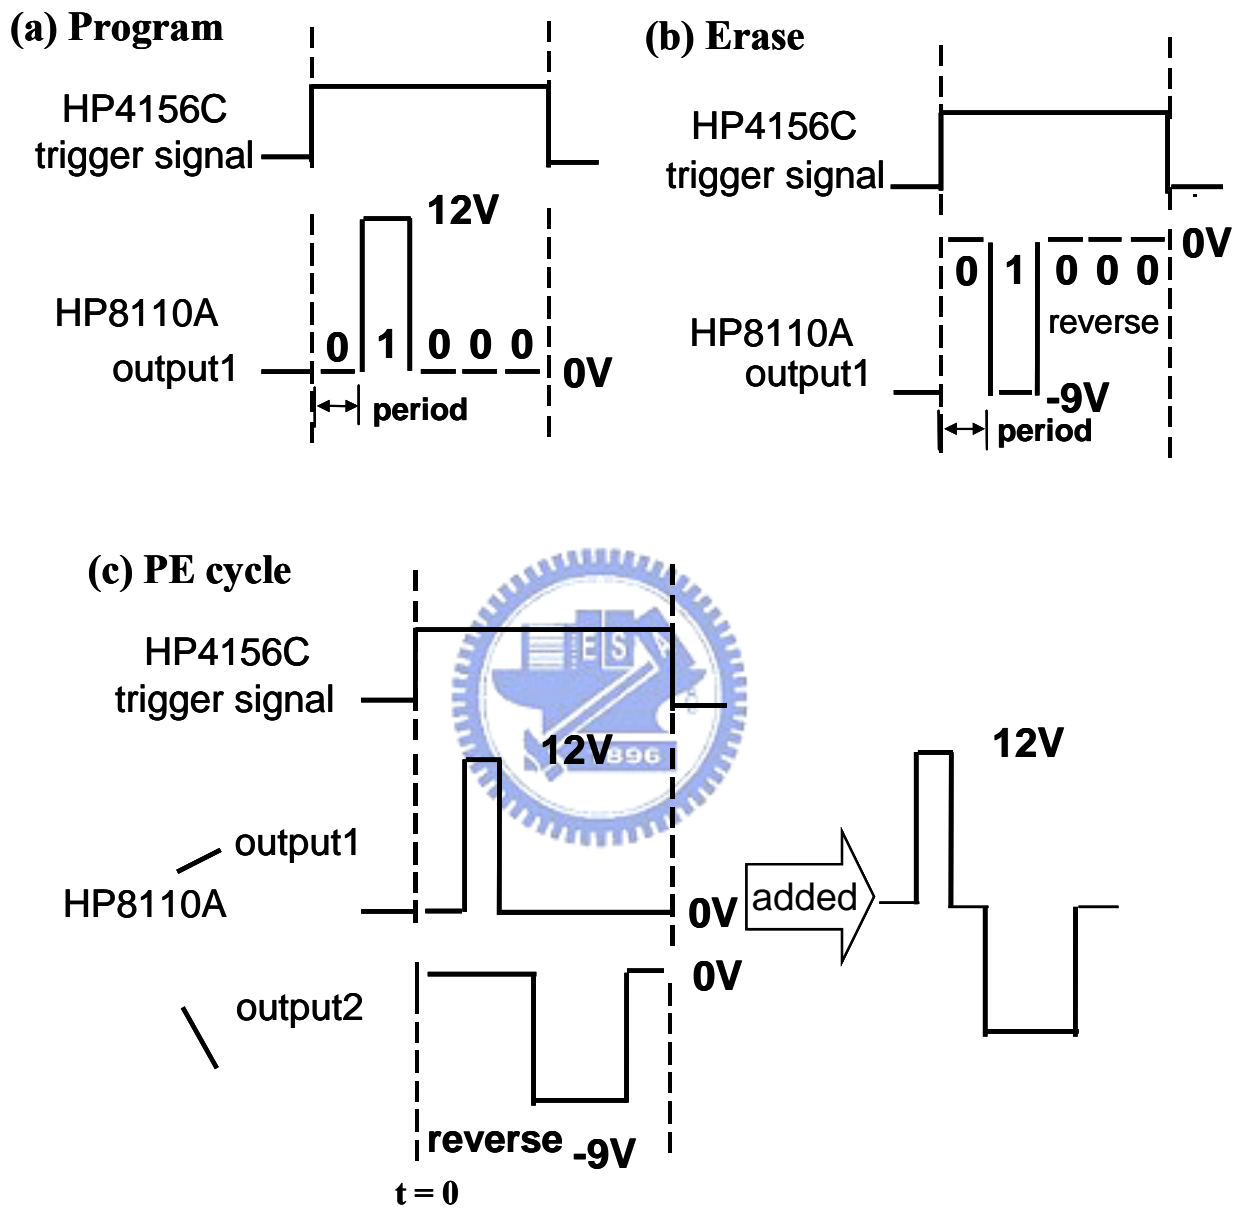 (a) Program
HP4156C
trigger signal
12V
HP8110A
output1
0 1 0 0 0
0V
period
(b) Erase
HP4156C
trigger signal
0V
0 1 0 0 0
reverse
HP8110A
output1
-9V
period
(c) PE cycle
HP4156C
trigger signal
ES
12V
896
12V
output1
HP8110A
0V
added
0V
output2
reverse
-9V
t = 0